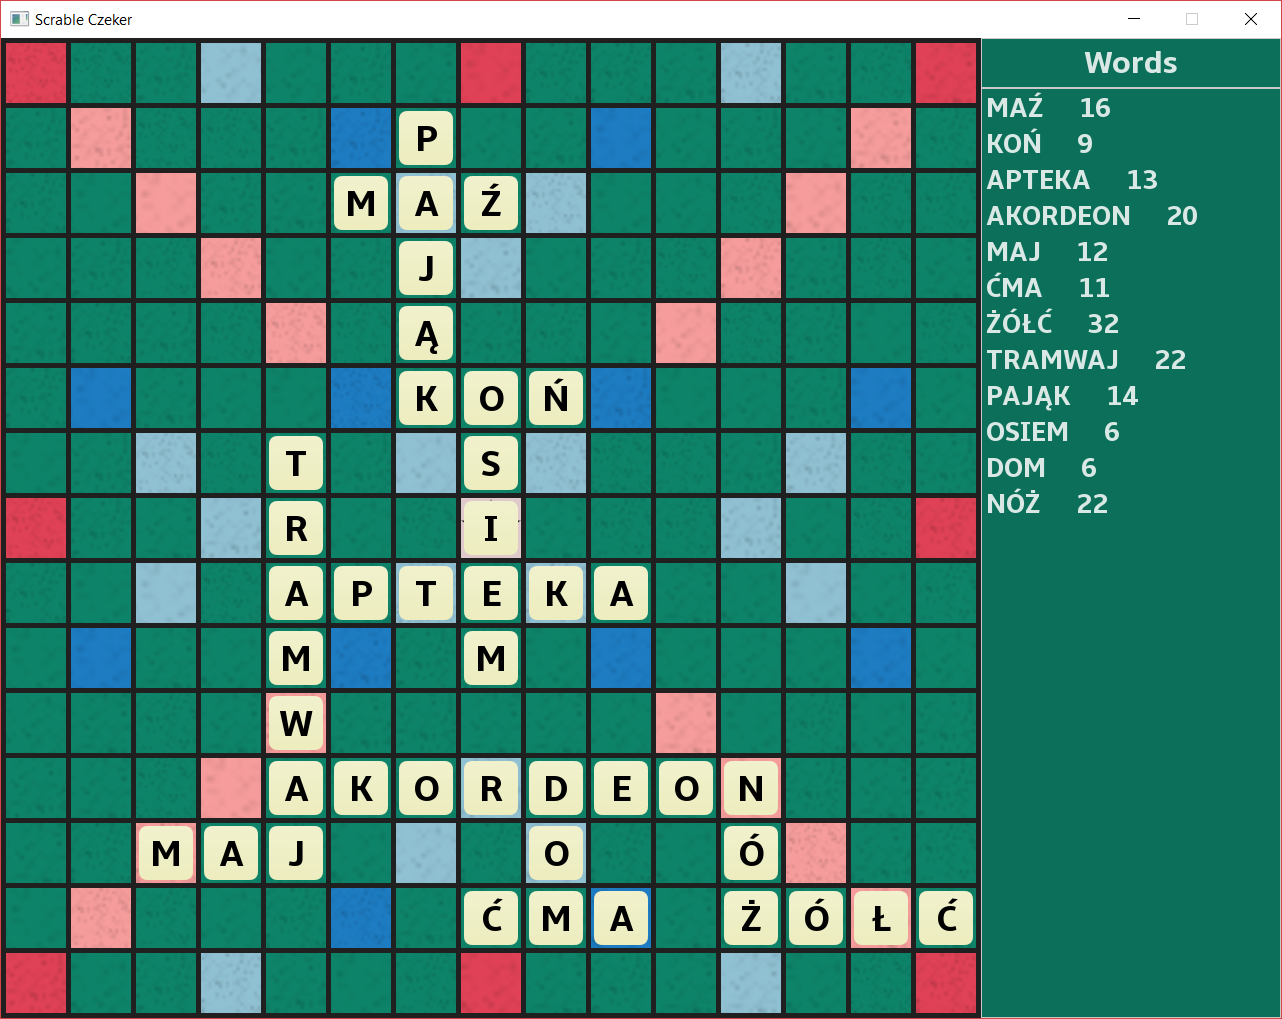 Scrable Czeker
Words
P
M A Ź
J
Ą
K O Ń
T S
R I
A P T E K A
M M
W
A K O R D E O N
M A J O Ó
Ć M A Ż Ó Ł Ć
MAŹ 16
KOŃ 9
APTEKA 13
AKORDEON 20
MAJ 12
ĆMA 11
ŻÓŁĆ 32
TRAMWAJ 22
PAJĄK 14
OSIEM 6
DOM 6
NÓŻ 22